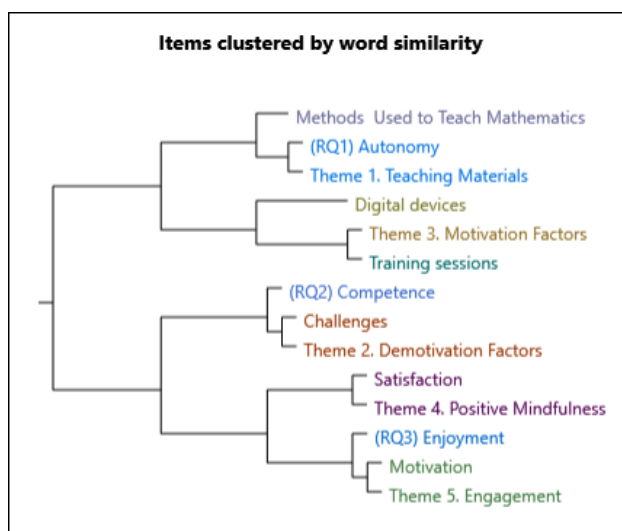 Items clustered by word similarity
Methods Used to Teach Mathematics
(RQ1) Autonomy
Theme 1. Teaching Materials
Digital devices
Theme 3. Motivation Factors
Training sessions
(RQ2) Competence
Challenges
Theme 2. Demotivation Factors
Satisfaction
Theme 4. Positive Mindfulness
(RQ3) Enjoyment
Motivation
Theme 5. Engagement